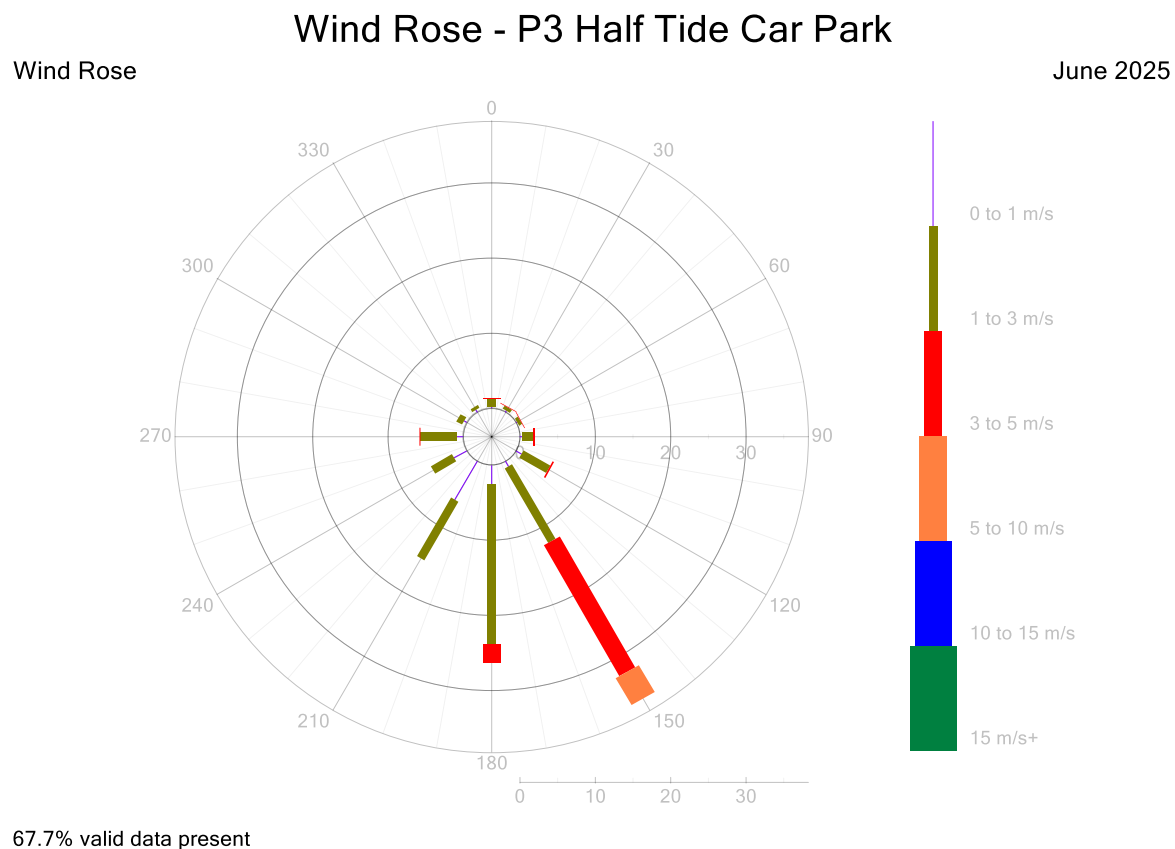 Wind Rose - P3 Half Tide Car Park
Wind Rose
June 2025
0
330
30
0 to 1 m/s
300
60
1 to 3 m/s
3 to 5 m/s
270
90
10
20
30
5 to 10 m/s
240
120
10 to 15 m/s
210
150
15 m/s+
180
0
10
20
30
67.7% valid data present